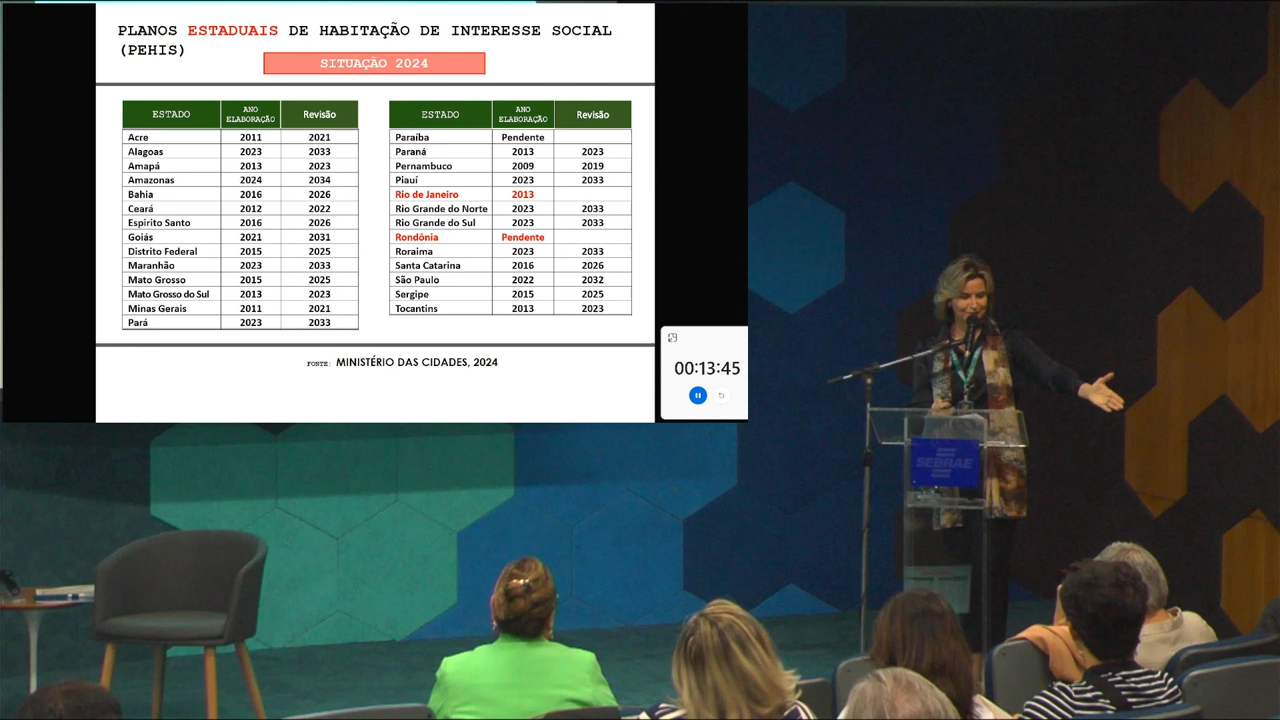 PLANOS ESTADUAIS DE HABITAÇÃO DE INTERESSE SOCIAL
(PEHIS)
SITUAÇÃO 2024
ESTADO ANO ELABORAÇÃO Revisão
Acre 2011 2021
Alagoas 2023 2033
Amapá 2013 2023
Amazonas 2024 2034
Bahia 2016 2026
Ceará 2012 2022
Espirito Santo 2016 2026
Goiás 2021 2031
Distrito Federal 2015 2025
Maranhão 2023 2033
Mato Grosso 2015 2025
Mato Grosso do Sul 2013 2023
Minas Gerais 2011 2021
Pará 2023 2033
ESTADO ANO ELABORAÇÃO Revisão
Paraíba Pendente
Paraná 2013 2023
Pernambuco 2009 2019
Piauí 2023 2033
Rio de Janeiro 2013
Rio Grande do Norte 2023 2033
Rio Grande do Sul 2023 2033
Rondônia Pendente
Roraima 2023 2033
Santa Catarina 2016 2026
São Paulo 2022 2032
Sergipe 2015 2025
Tocantins 2013 2023
FONTE: MINISTÉRIO DAS CIDADES, 2024
00:13:45
SEBRAE